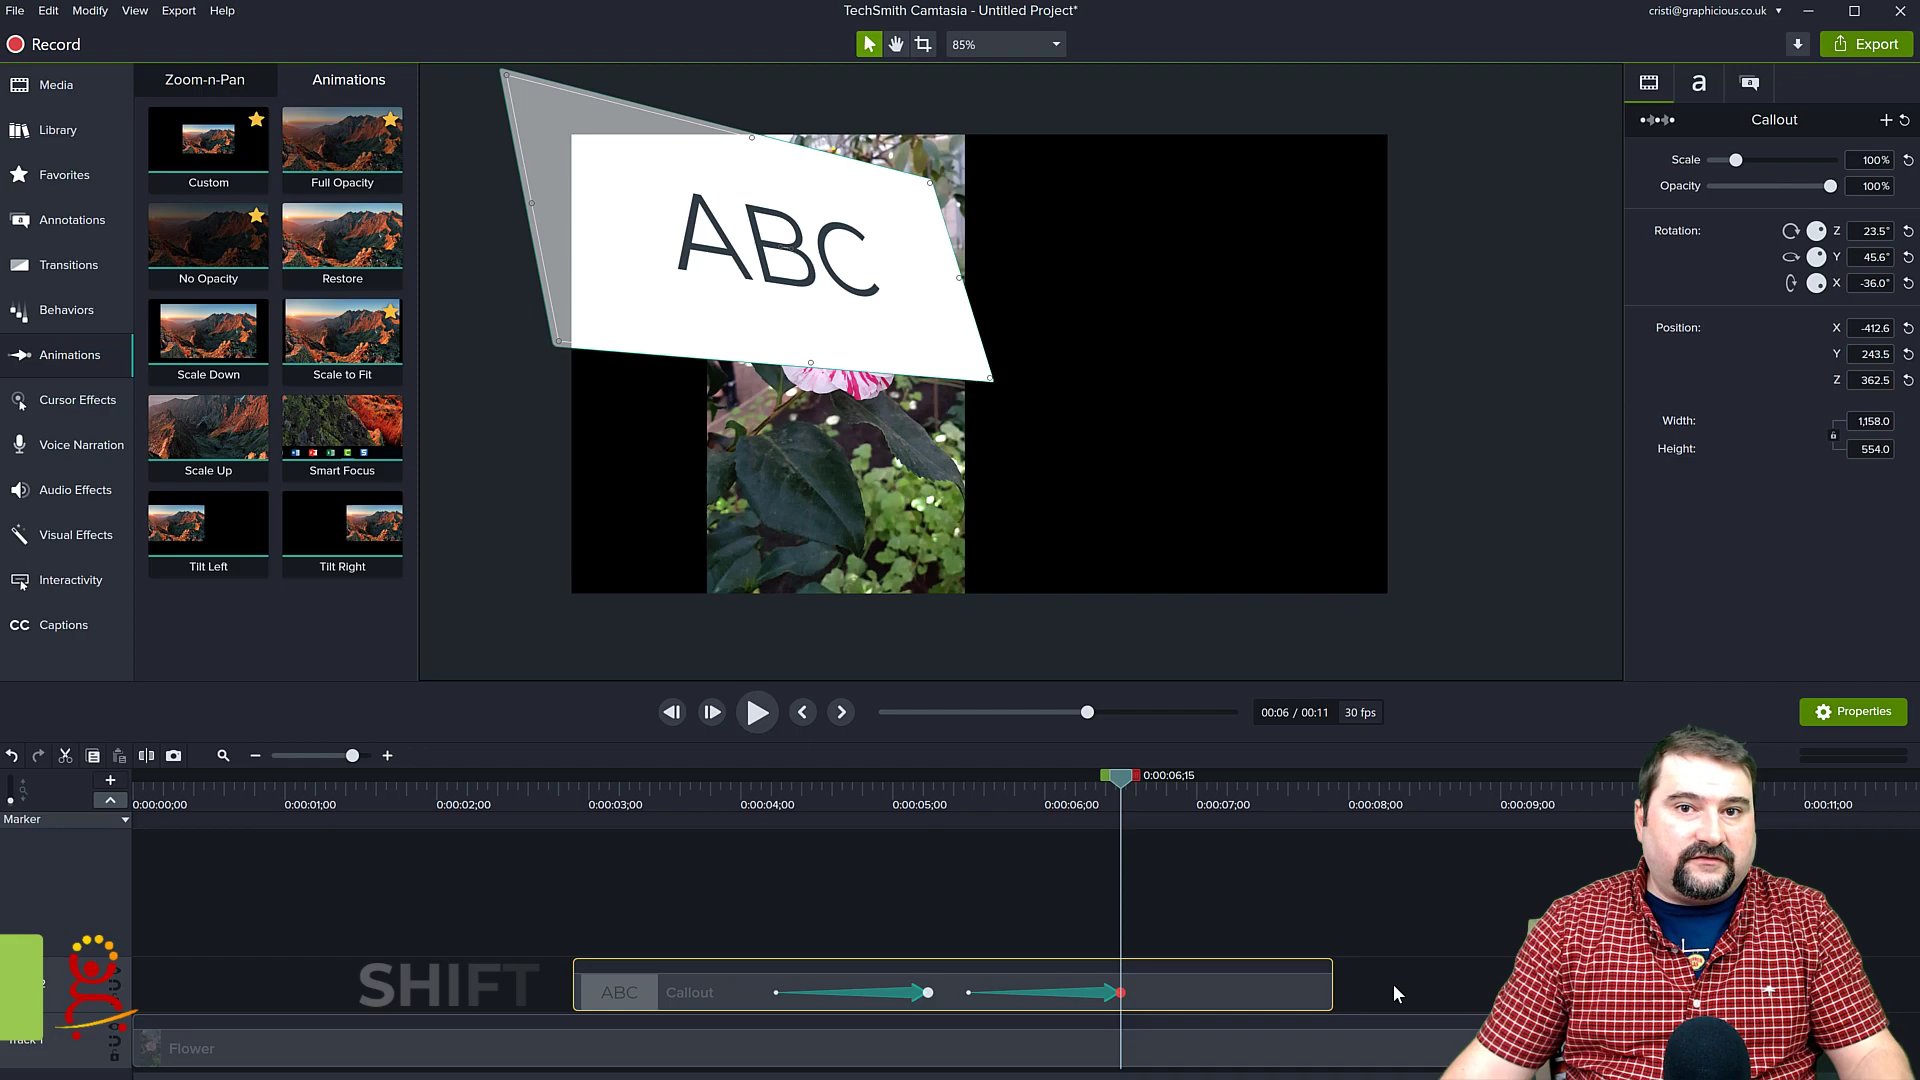 File Edit Modify View Export Help
TechSmith Camtasia - Untitled Project*
cristi@graphicious.co.uk
Record
85%
Export
Media
Library
Favorites
Annotations
Transitions
Behaviors
Animations
Cursor Effects
Voice Narration
Audio Effects
Visual Effects
Interactivity
CC Captions
Zoom-n-Pan Animations
Custom Full Opacity
No Opacity Restore
Scale Down Scale to Fit
Scale Up Smart Focus
Tilt Left Tilt Right
ABC
a
Callout
Scale 100%
Opacity 100%
Rotation: Z 23.5°
Y 45.6°
X -36.0°
Position: X -412.6
Y 243.5
Z 362.5
Width: 1,158.0
Height: 554.0
00:06 / 00:11 30 fps
Properties
0:00:06;15
0:00:00;00 0:00:01;00 0:00:02;00 0:00:03;00 0:00:04;00 0:00:05;00 0:00:06;00 0:00:07;00 0:00:08;00 0:00:09;00 0:00:11;00
Marker
SHIFT
ABC Callout
Track 1
Flower